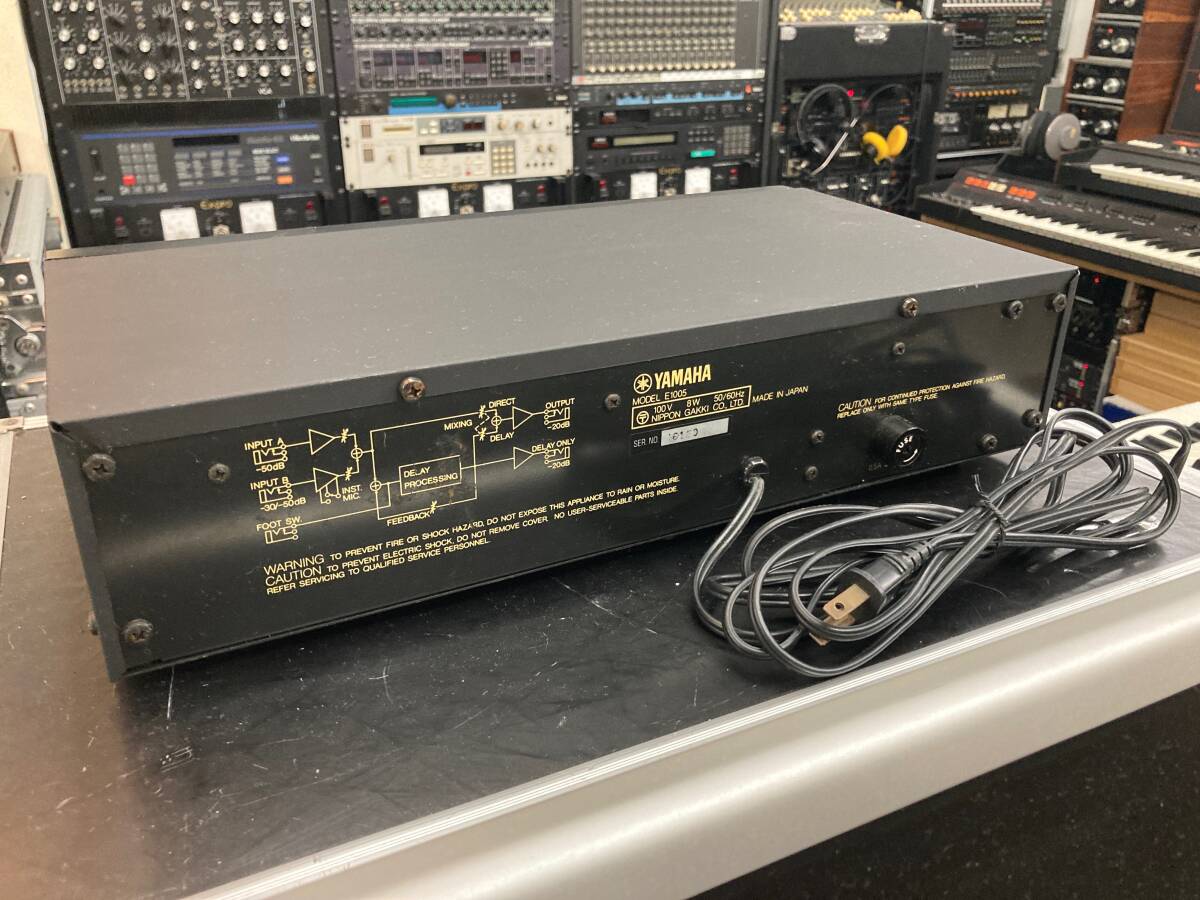 YAMAHA
MODEL E1005
100V 8W 50/60Hz
NIPPON GAKKI CO., LTD.
MADE IN JAPAN
SER NO.
CAUTION FOR CONTINUED PROTECTION AGAINST FIRE HAZARD,
REPLACE ONLY WITH SAME TYPE FUSE.
FUSE
INPUT A
-50dB
INPUT B
-30/-50dB
INST.
MIC.
FOOT SW
DELAY
PROCESSING
FEEDBACK
MIXING
DIRECT
DELAY
OUTPUT
-20dB
DELAY ONLY
-20dB
WARNING TO PREVENT FIRE OR SHOCK HAZARD, DO NOT EXPOSE THIS APPLIANCE TO RAIN OR MOISTURE.
CAUTION TO PREVENT ELECTRIC SHOCK, DO NOT REMOVE COVER. NO USER-SERVICEABLE PARTS INSIDE.
REFER SERVICING TO QUALIFIED SERVICE PERSONNEL.